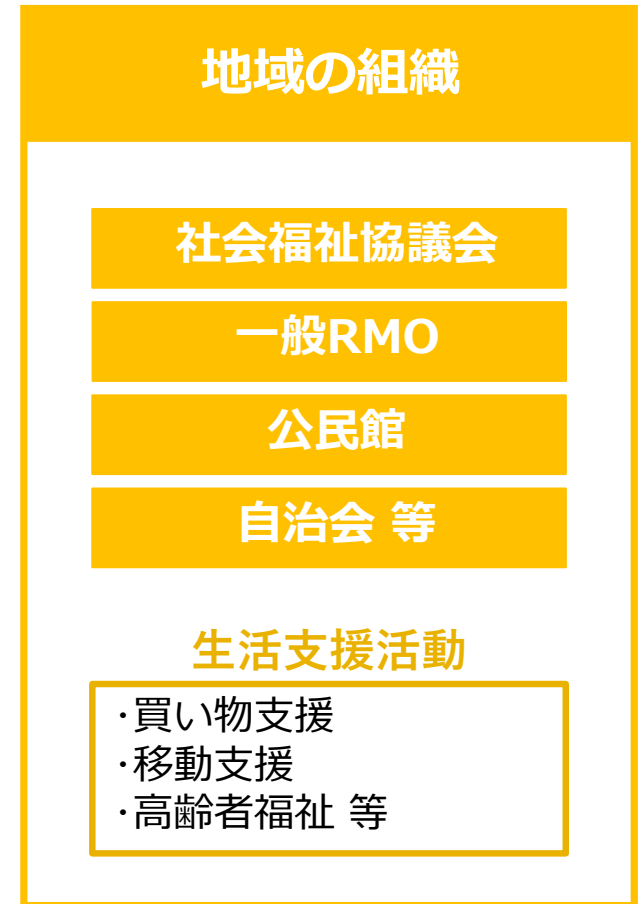 地域の組織
社会福祉協議会
一般RMO
公民館
自治会 等
生活支援活動
・買い物支援
・移動支援
・高齢者福祉 等